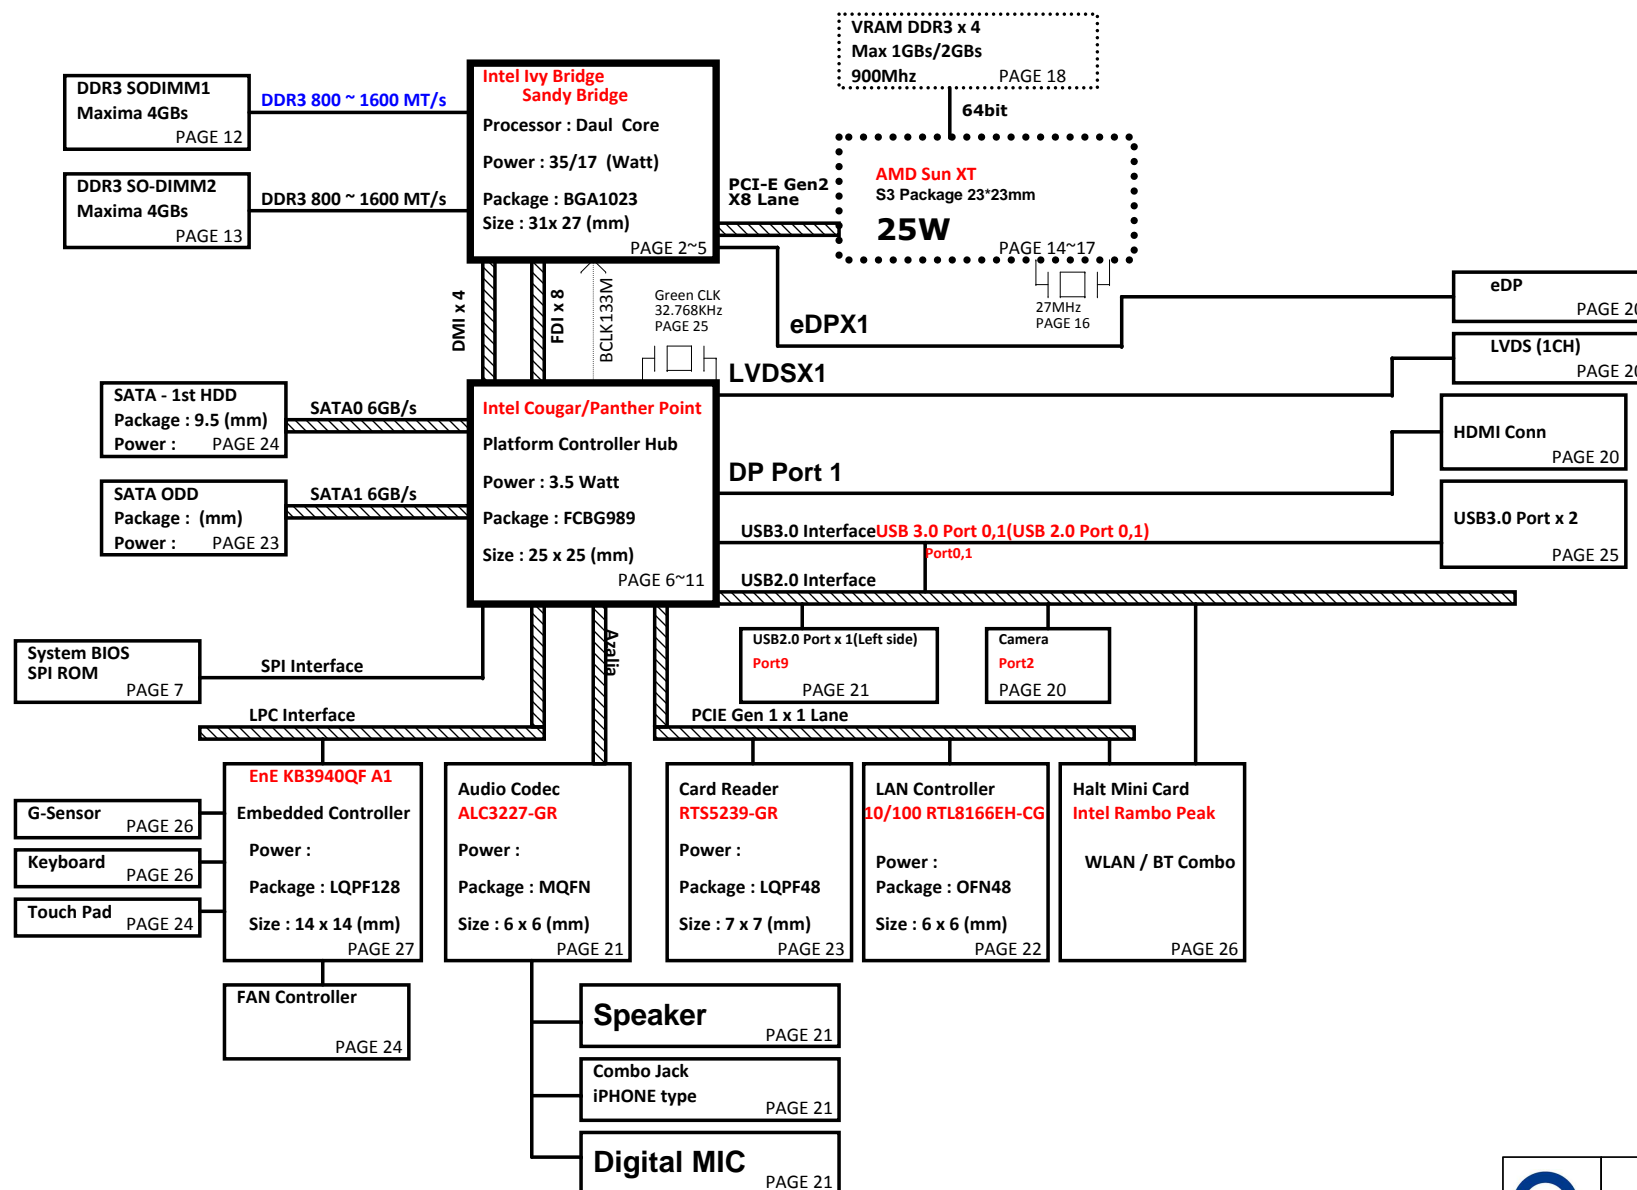 VRAM DDR3 x 4
Max 1GBs/2GBs
900Mhz PAGE 18
64bit
DDR3 SODIMM1
Maxima 4GBs
PAGE 12
DDR3 800 ~ 1600 MT/s
DDR3 SO-DIMM2
Maxima 4GBs
PAGE 13
DDR3 800 ~ 1600 MT/s
Intel Ivy Bridge
Sandy Bridge
Processor : Daul Core
Power : 35/17 (Watt)
Package : BGA1023
Size : 31x 27 (mm)
PAGE 2~5
PCI-E Gen2
X8 Lane
AMD Sun XT
S3 Package 23*23mm
25W
PAGE 14~17
27MHz
PAGE 16
DMI x 4
FDI x 8
BCLK133M
Green CLK
32.768KHz
PAGE 25
eDPX1
eDP
PAGE 20
LVDSX1
LVDS (1CH)
PAGE 20
SATA - 1st HDD
Package : 9.5 (mm)
Power : PAGE 24
SATA0 6GB/s
SATA ODD
Package : (mm)
Power : PAGE 23
SATA1 6GB/s
Intel Cougar/Panther Point
Platform Controller Hub
Power : 3.5 Watt
Package : FCBG989
Size : 25 x 25 (mm)
PAGE 6~11
DP Port 1
HDMI Conn
PAGE 20
USB3.0 Interface USB 3.0 Port 0,1(USB 2.0 Port 0,1)
Port0,1
USB3.0 Port x 2
PAGE 25
USB2.0 Interface
USB2.0 Port x 1(Left side)
Port9
PAGE 21
Camera
Port2
PAGE 20
System BIOS
SPI ROM
PAGE 7
SPI Interface
Azalia
LPC Interface
PCIE Gen 1 x 1 Lane
G-Sensor
PAGE 26
Keyboard
PAGE 26
Touch Pad
PAGE 24
EnE KB3940QF A1
Embedded Controller
Power :
Package : LQPF128
Size : 14 x 14 (mm)
PAGE 27
Audio Codec
ALC3227-GR
Power :
Package : MQFN
Size : 6 x 6 (mm)
PAGE 21
Card Reader
RTS5239-GR
Power :
Package : LQPF48
Size : 7 x 7 (mm)
PAGE 23
LAN Controller
10/100 RTL8166EH-CG
Power :
Package : OFN48
Size : 6 x 6 (mm)
PAGE 22
Halt Mini Card
Intel Rambo Peak
WLAN / BT Combo
PAGE 26
FAN Controller
PAGE 24
Speaker
PAGE 21
Combo Jack
iPHONE type
PAGE 21
Digital MIC
PAGE 21